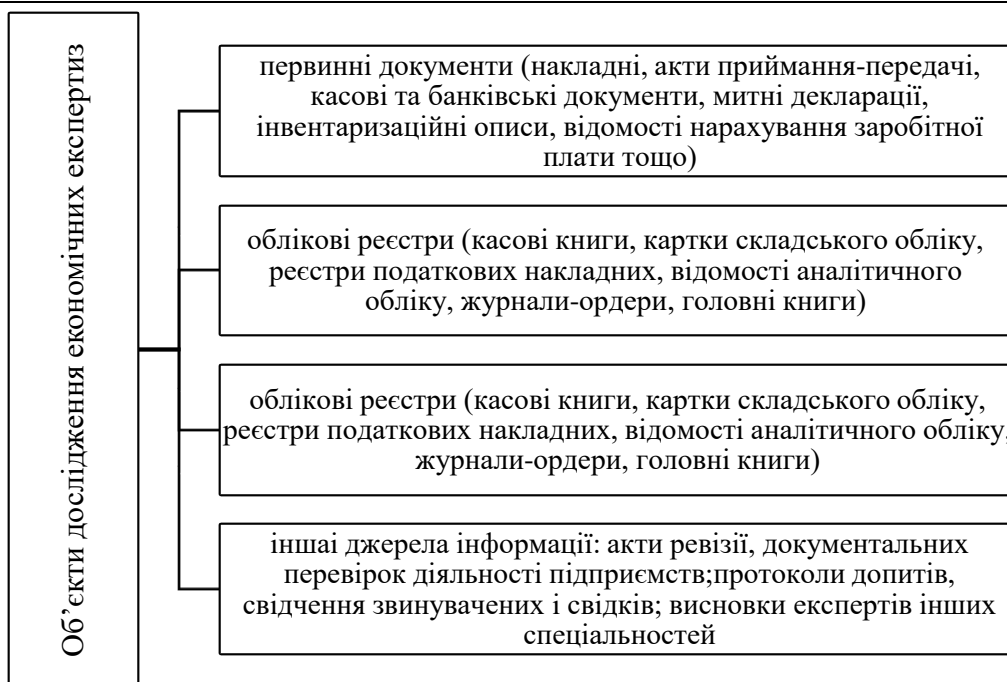 Об’єкти дослідження економічних експертиз
первинні документи (накладні, акти приймання-передачі,
касові та банківські документи, митні декларації,
інвентаризаційні описи, відомості нарахування заробітної
плати тощо)
облікові реєстри (касові книги, картки складського обліку,
реєстри податкових накладних, відомості аналітичного
обліку, журнали-ордери, головні книги)
облікові реєстри (касові книги, картки складського обліку,
реєстри податкових накладних, відомості аналітичного обліку,
журнали-ордери, головні книги)
іншаі джерела інформації: акти ревізії, документальних
перевірок діяльності підприємств;протоколи допитів,
свідчення звинувачених і свідків; висновки експертів інших
спеціальностей